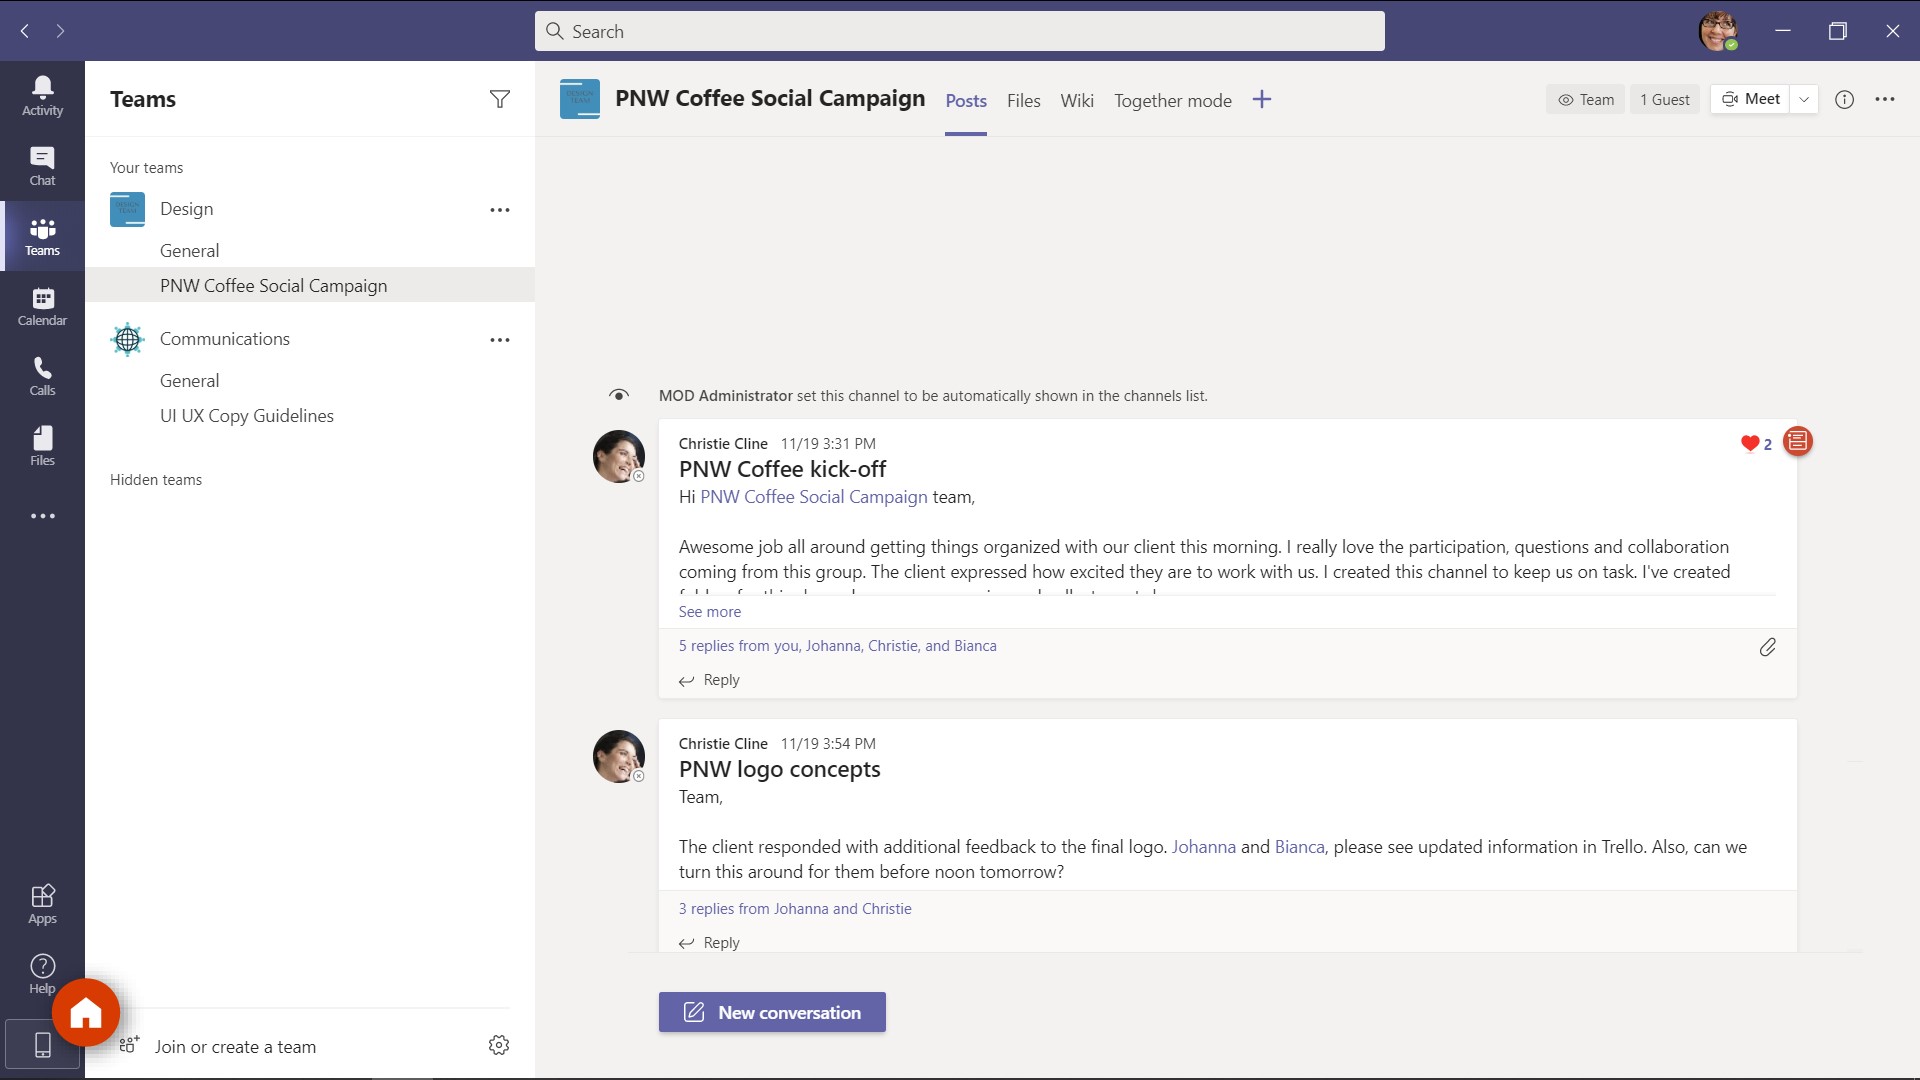 Search
Activity
Chat
Teams
Calendar
Calls
Files
Apps
Help
Teams
Your teams
Design
General
PNW Coffee Social Campaign
Communications
General
UI UX Copy Guidelines
Hidden teams
Join or create a team
DESIGN TEAM
PNW Coffee Social Campaign
Posts
Files
Wiki
Together mode
Team
1 Guest
Meet
MOD Administrator set this channel to be automatically shown in the channels list.
Christie Cline 11/19 3:31 PM
2
PNW Coffee kick-off
Hi PNW Coffee Social Campaign team,
Awesome job all around getting things organized with our client this morning. I really love the participation, questions and collaboration
coming from this group. The client expressed how excited they are to work with us. I created this channel to keep us on task. I've created
See more
5 replies from you, Johanna, Christie, and Bianca
Reply
Christie Cline 11/19 3:54 PM
PNW logo concepts
Team,
The client responded with additional feedback to the final logo. Johanna and Bianca, please see updated information in Trello. Also, can we
turn this around for them before noon tomorrow?
3 replies from Johanna and Christie
Reply
New conversation